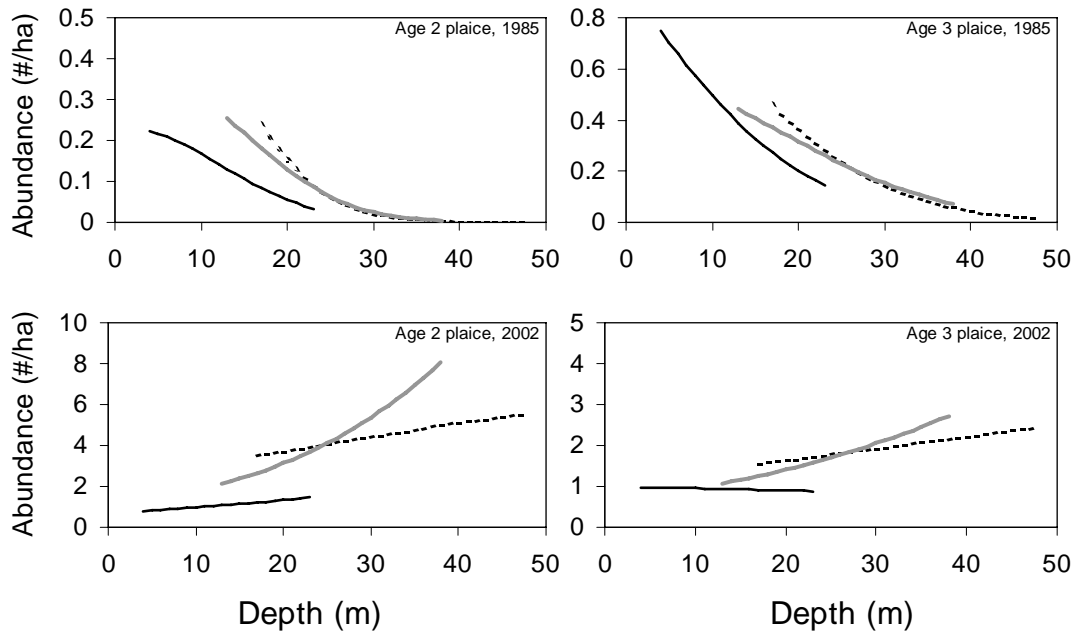 Age 2 plaice, 1985
Abundance (#/ha)
0.5
0.4
0.3
0.2
0.1
0
0 10 20 30 40 50
Age 3 plaice, 1985
0.8
0.6
0.4
0.2
0
0 10 20 30 40 50
Age 2 plaice, 2002
Abundance (#/ha)
10
8
6
4
2
0
0 10 20 30 40 50
Depth (m)
Age 3 plaice, 2002
5
4
3
2
1
0
0 10 20 30 40 50
Depth (m)